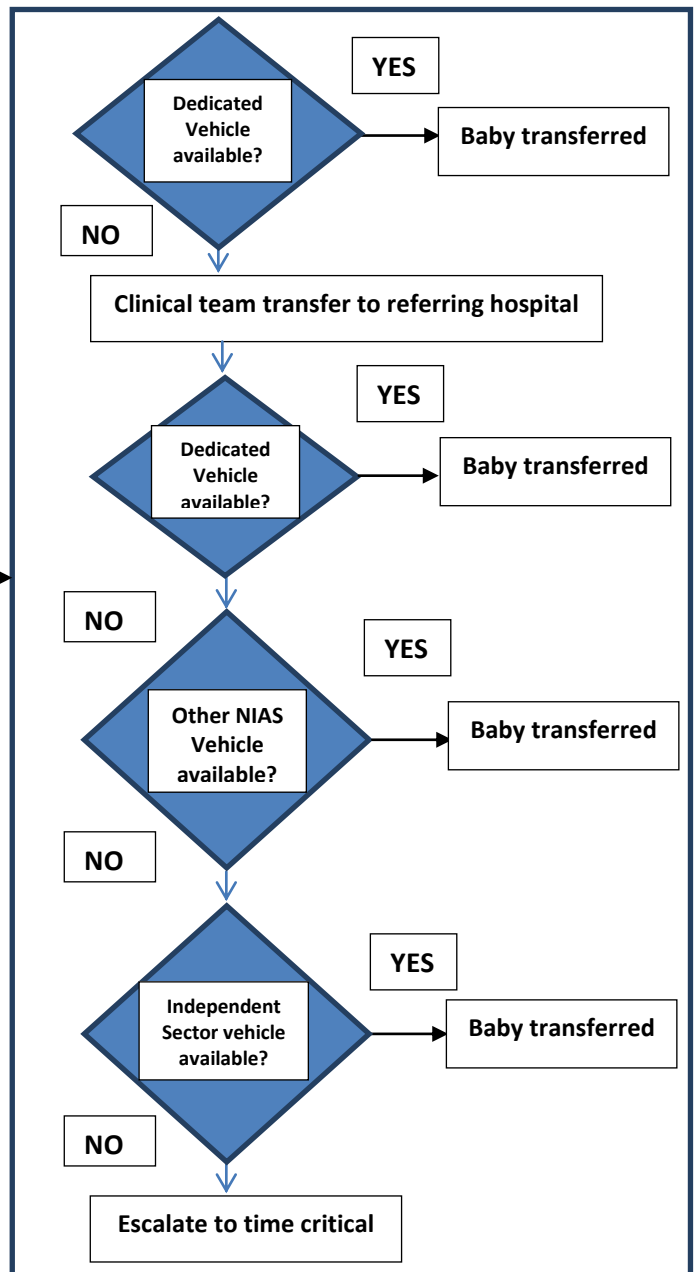 YES
Dedicated
Vehicle
available?
Baby transferred
NO
Clinical team transfer to referring hospital
YES
Dedicated
Vehicle
available?
Baby transferred
NO
YES
Other NIAS
Vehicle
available?
Baby transferred
NO
YES
Independent
Sector vehicle
available?
Baby transferred
NO
Escalate to time critical